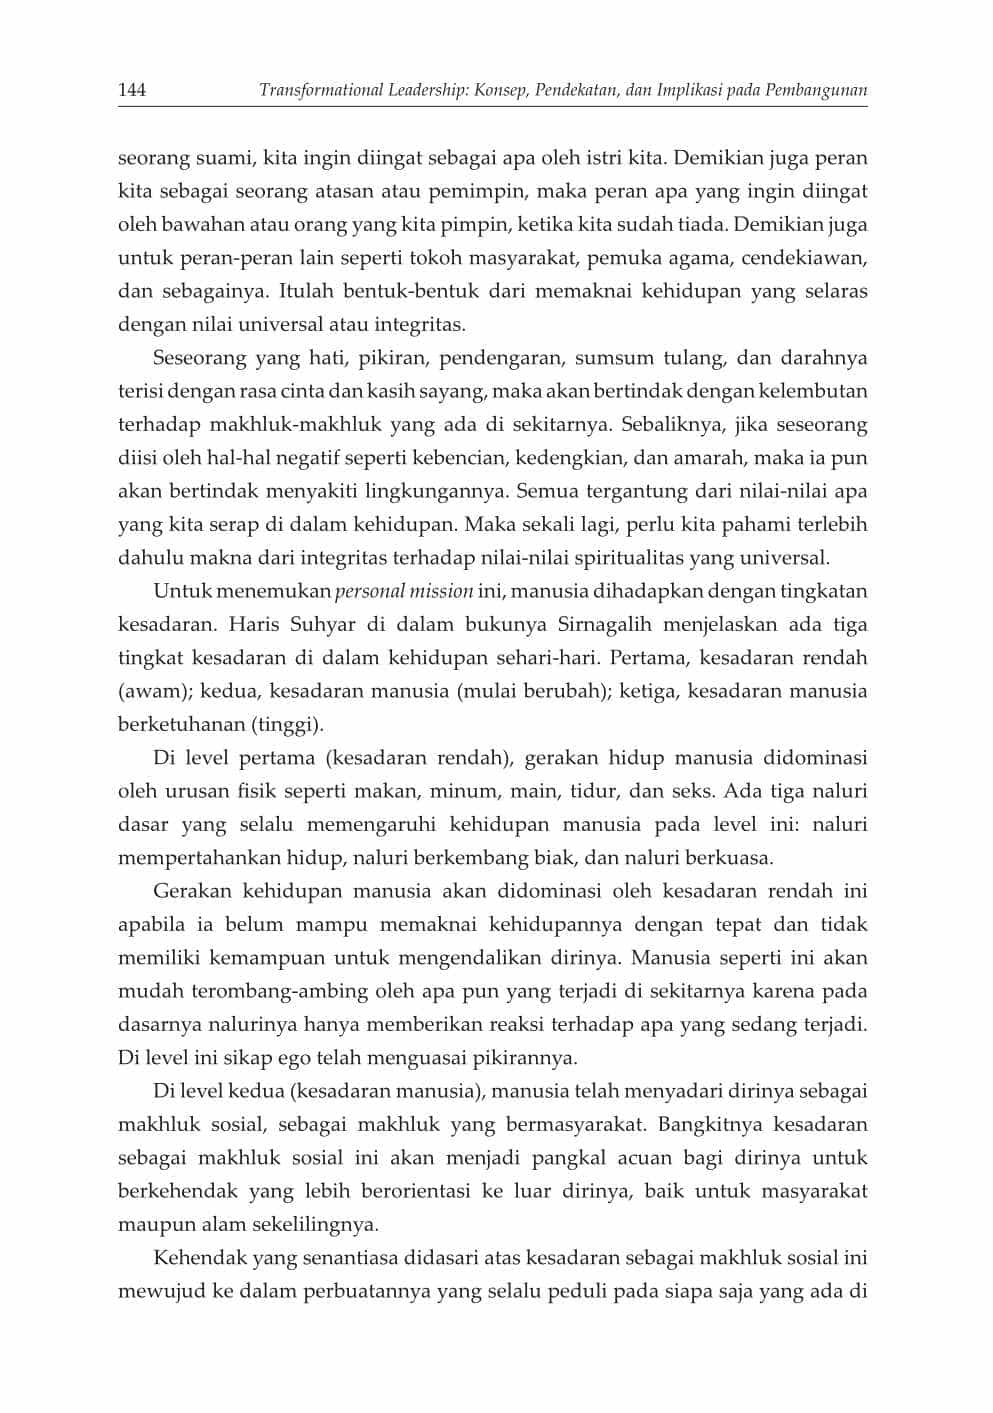 144 Transformational Leadership: Konsep, Pendekatan, dan Implikasi pada Pembangunan
seorang suami, kita ingin diingat sebagai apa oleh istri kita. Demikian juga peran
kita sebagai seorang atasan atau pemimpin, maka peran apa yang ingin diingat
oleh bawahan atau orang yang kita pimpin, ketika kita sudah tiada. Demikian juga
untuk peran-peran lain seperti tokoh masyarakat, pemuka agama, cendekiawan,
dan sebagainya. Itulah bentuk-bentuk dari memaknai kehidupan yang selaras
dengan nilai universal atau integritas.
Seseorang yang hati, pikiran, pendengaran, sumsum tulang, dan darahnya
terisi dengan rasa cinta dan kasih sayang, maka akan bertindak dengan kelembutan
terhadap makhluk-makhluk yang ada di sekitarnya. Sebaliknya, jika seseorang
diisi oleh hal-hal negatif seperti kebencian, kedengkian, dan amarah, maka ia pun
akan bertindak menyakiti lingkungannya. Semua tergantung dari nilai-nilai apa
yang kita serap di dalam kehidupan. Maka sekali lagi, perlu kita pahami terlebih
dahulu makna dari integritas terhadap nilai-nilai spiritualitas yang universal.
Untuk menemukan personal mission ini, manusia dihadapkan dengan tingkatan
kesadaran. Haris Suhyar di dalam bukunya Sirnagalih menjelaskan ada tiga
tingkat kesadaran di dalam kehidupan sehari-hari. Pertama, kesadaran rendah
(awam); kedua, kesadaran manusia (mulai berubah); ketiga, kesadaran manusia
berketuhanan (tinggi).
Di level pertama (kesadaran rendah), gerakan hidup manusia didominasi
oleh urusan fisik seperti makan, minum, main, tidur, dan seks. Ada tiga naluri
dasar yang selalu memengaruhi kehidupan manusia pada level ini: naluri
mempertahankan hidup, naluri berkembang biak, dan naluri berkuasa.
Gerakan kehidupan manusia akan didominasi oleh kesadaran rendah ini
apabila ia belum mampu memaknai kehidupannya dengan tepat dan tidak
memiliki kemampuan untuk mengendalikan dirinya. Manusia seperti ini akan
mudah terombang-ambing oleh apa pun yang terjadi di sekitarnya karena pada
dasarnya nalurinya hanya memberikan reaksi terhadap apa yang sedang terjadi.
Di level ini sikap ego telah menguasai pikirannya.
Di level kedua (kesadaran manusia), manusia telah menyadari dirinya sebagai
makhluk sosial, sebagai makhluk yang bermasyarakat. Bangkitnya kesadaran
sebagai makhluk sosial ini akan menjadi pangkal acuan bagi dirinya untuk
berkehendak yang lebih berorientasi ke luar dirinya, baik untuk masyarakat
maupun alam sekelilingnya.
Kehendak yang senantiasa didasari atas kesadaran sebagai makhluk sosial ini
mewujud ke dalam perbuatannya yang selalu peduli pada siapa saja yang ada di